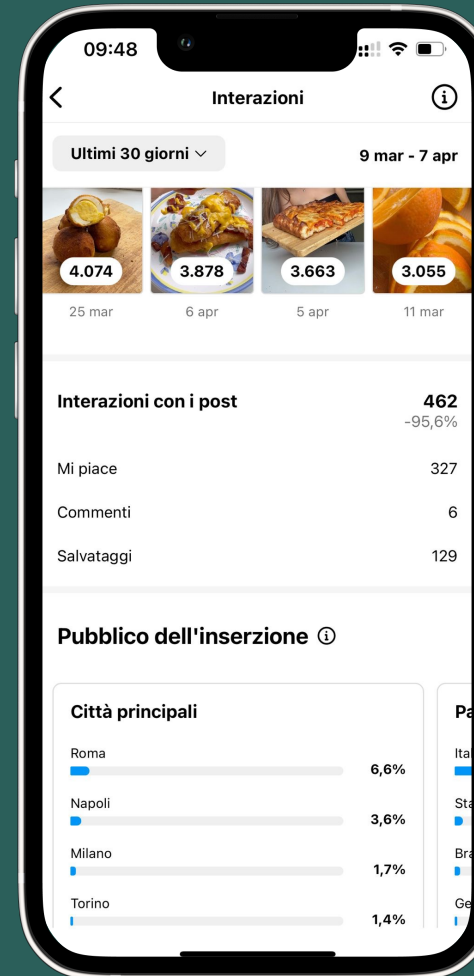 09:48
Interazioni
Ultimi 30 giorni
9 mar - 7 apr
4.074 3.878 3.663 3.055
25 mar 6 apr 5 apr 11 mar
Interazioni con i post 462
-95,6%
Mi piace 327
Commenti 6
Salvataggi 129
Pubblico dell'inserzione
Città principali
Roma
6,6%
Napoli
3,6%
Milano
1,7%
Torino
1,4%